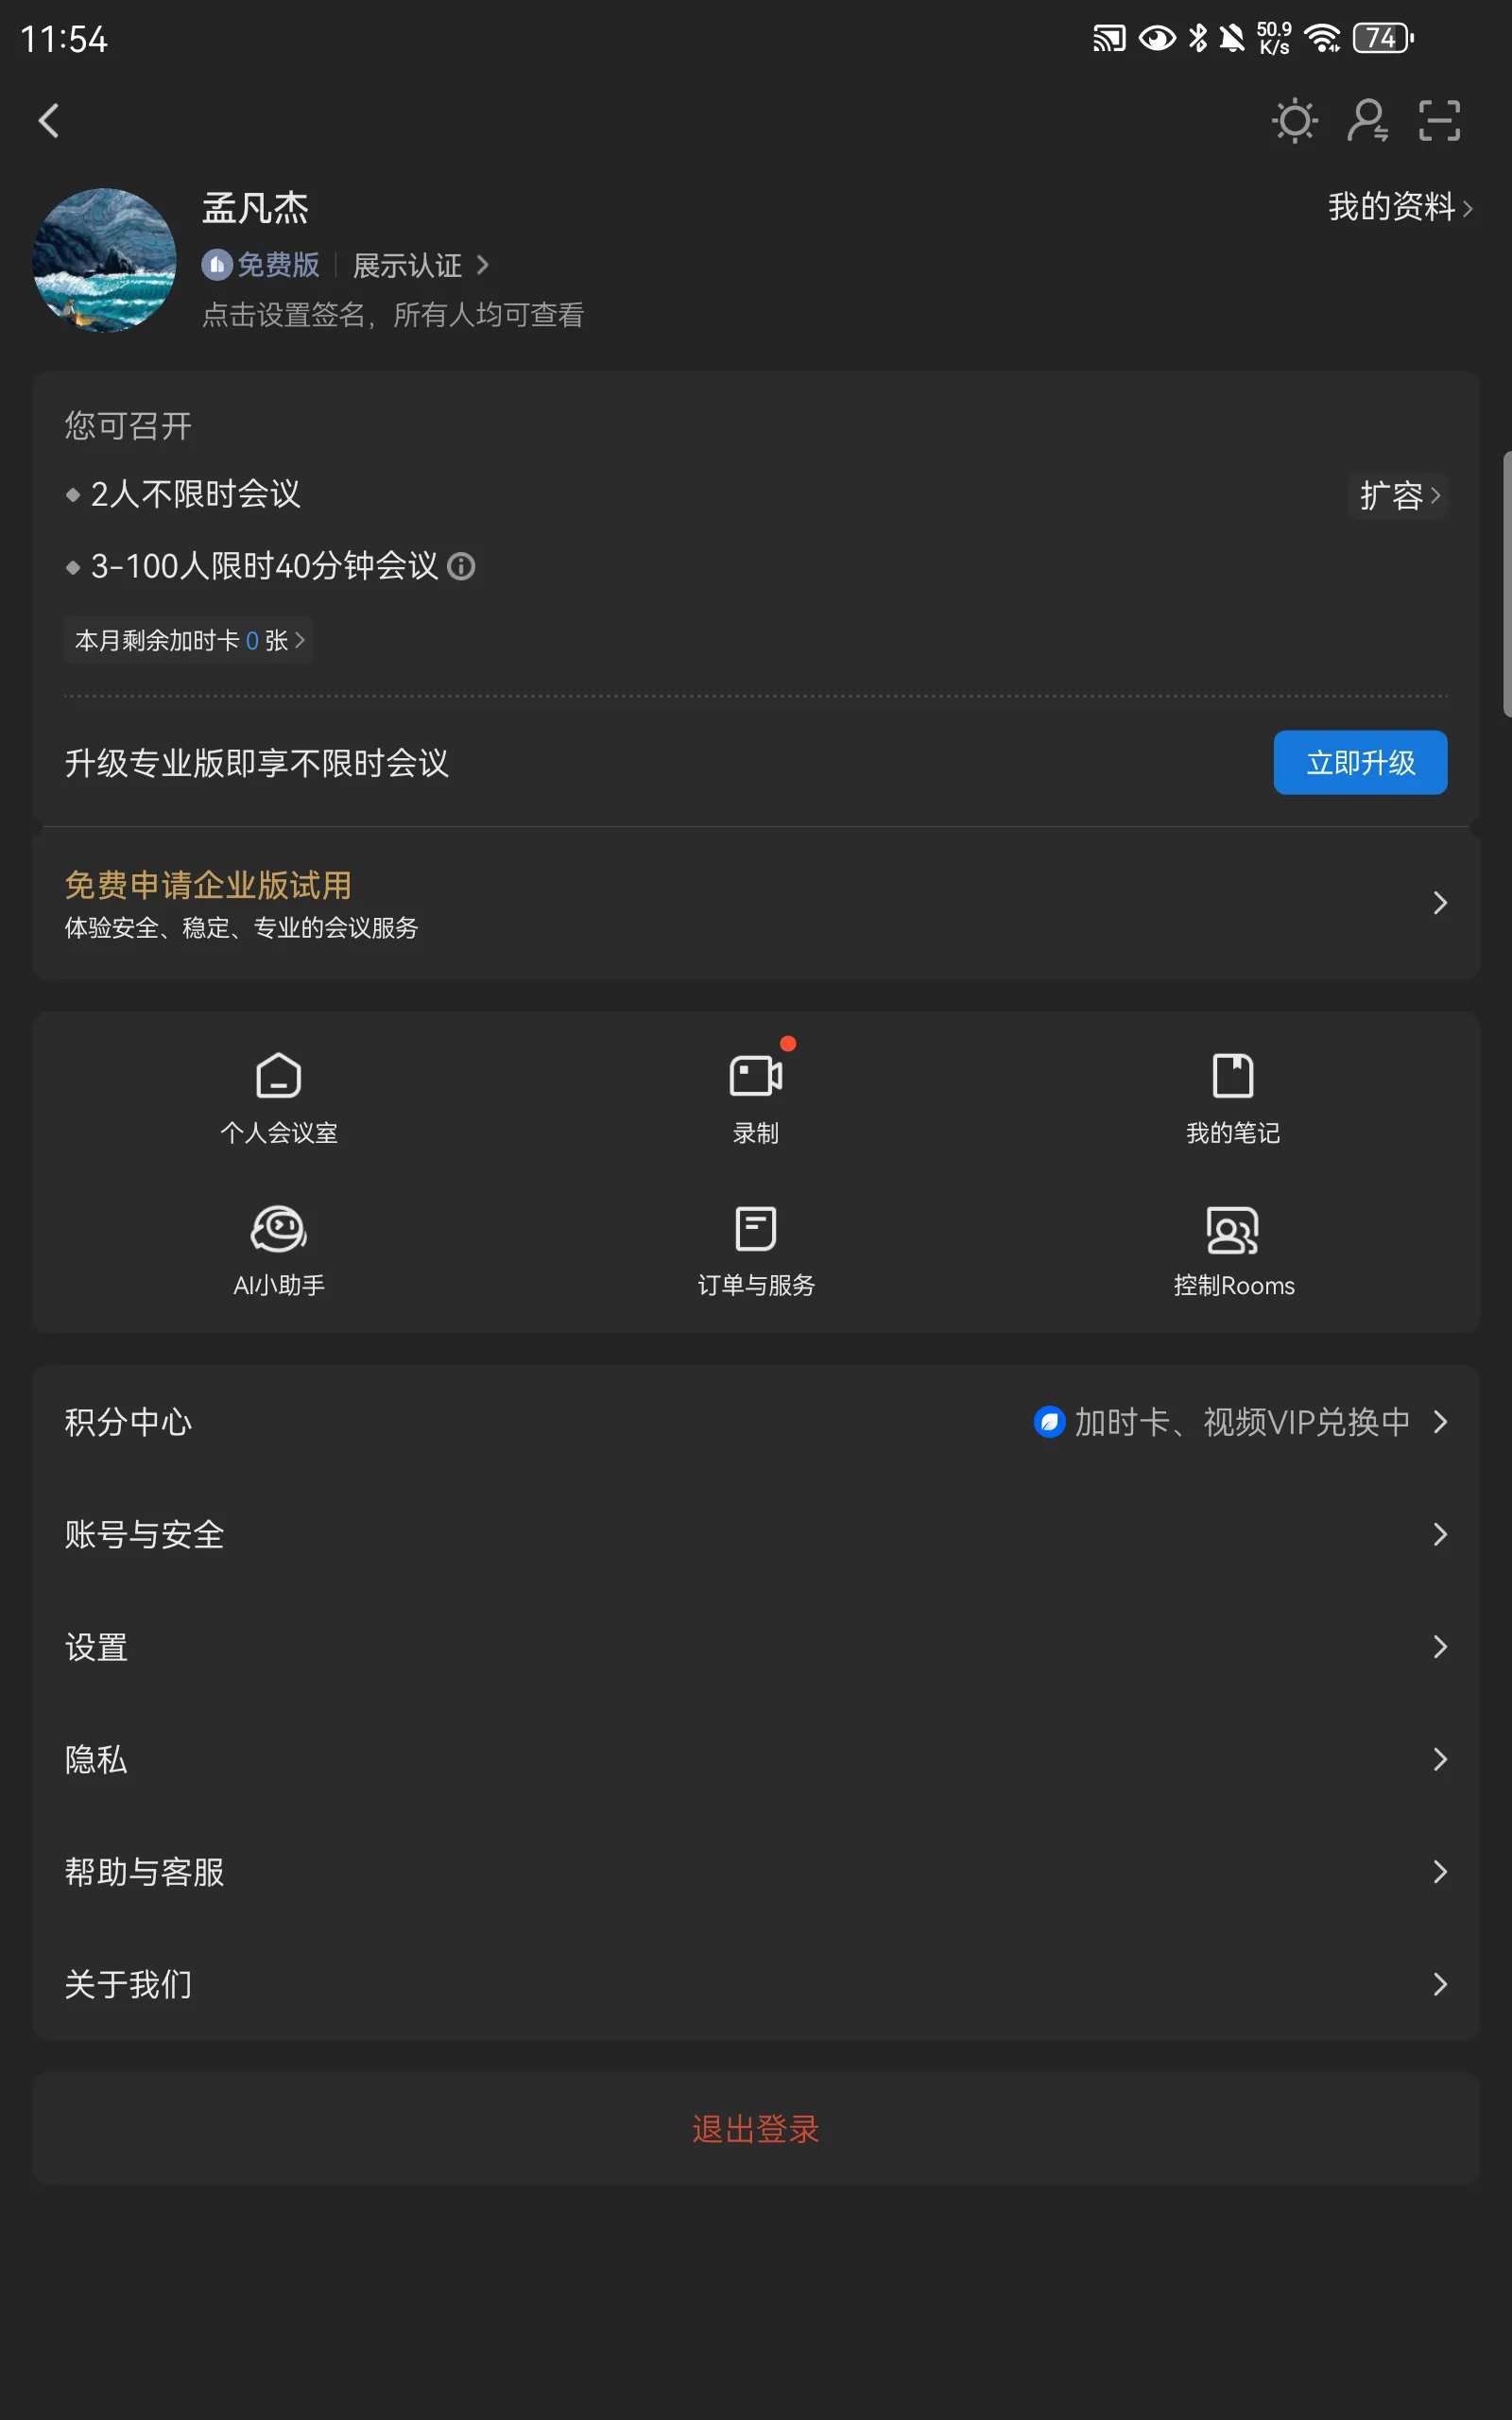 11:54
50.9
K/s
74
孟凡杰
我的资料
免费版
展示认证
点击设置签名，所有人均可查看
您可召开
2人不限时会议
扩容
3-100人限时40分钟会议
本月剩余加时卡 0 张
升级专业版即享不限时会议
立即升级
免费申请企业版试用
体验安全、稳定、专业的会议服务
个人会议室
录制
我的笔记
AI小助手
订单与服务
控制Rooms
积分中心
加时卡、视频VIP兑换中
账号与安全
设置
隐私
帮助与客服
关于我们
退出登录